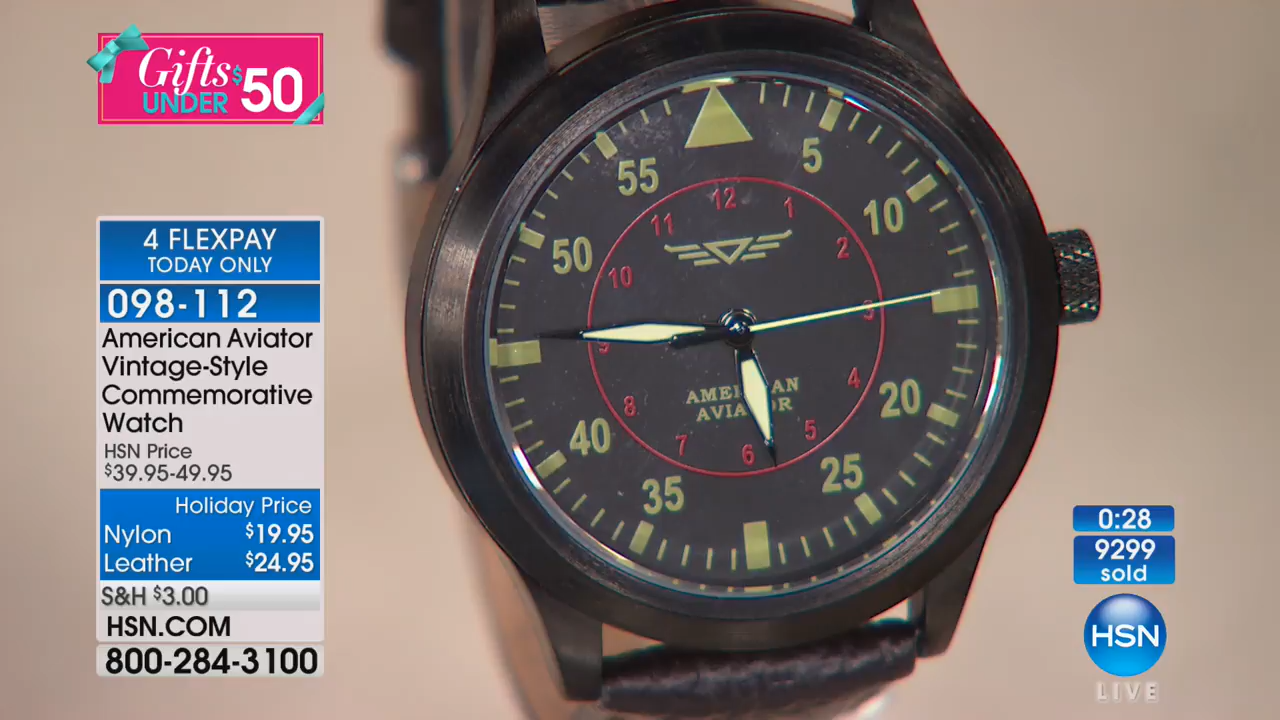 Gifts
UNDER $50
4 FLEXPAY
TODAY ONLY
098-112
American Aviator
Vintage-Style
Commemorative
Watch
HSN Price
$39.95-49.95
Holiday Price
Nylon $19.95
Leather $24.95
S&H $3.00
HSN.COM
800-284-3100
55
5
50
10
40
20
35
25
12
11
1
10
2
9
3
8
4
7
6
5
AMERICAN
AVIATOR
0:28
9299
sold
HSN
LIVE